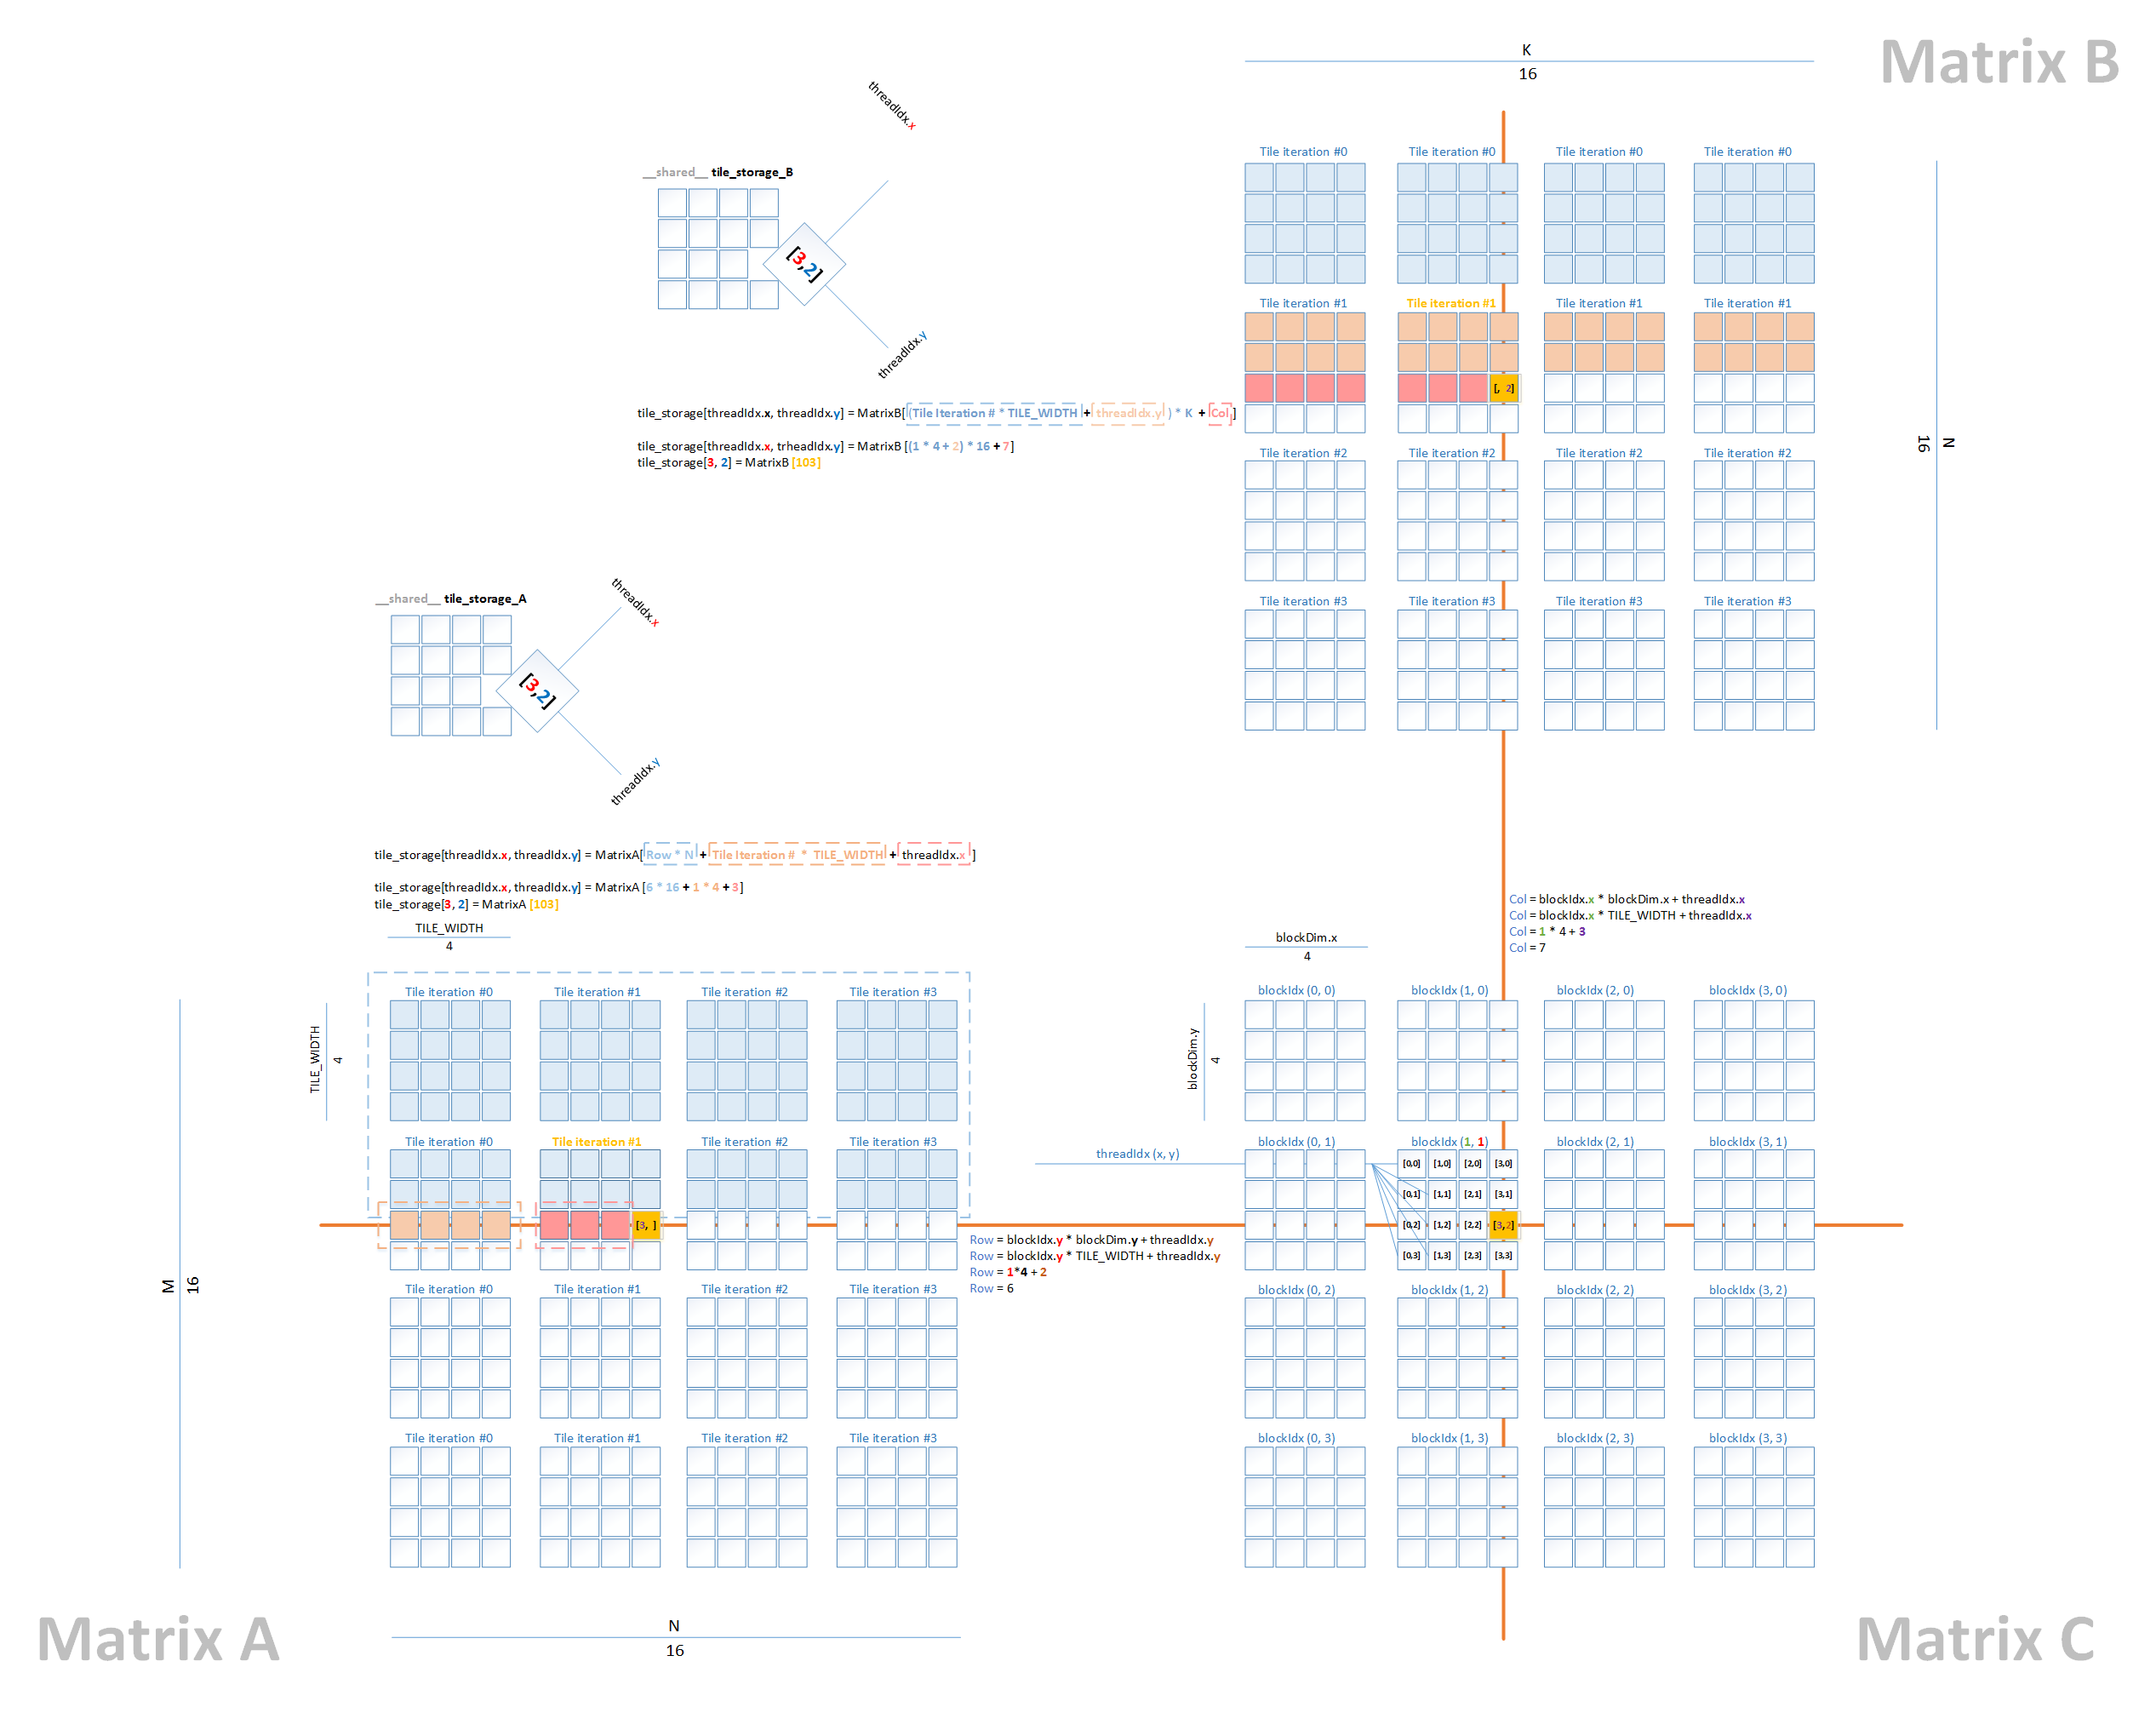 K
16
Matrix B
threadIdx.x
__shared__ tile_storage_B
[3,2]
threadIdx.y
Tile iteration #0
Tile iteration #0
Tile iteration #0
Tile iteration #0
Tile iteration #1
Tile iteration #1
Tile iteration #1
Tile iteration #1
[, 2]
Tile iteration #2
Tile iteration #2
Tile iteration #2
Tile iteration #2
Tile iteration #3
Tile iteration #3
Tile iteration #3
Tile iteration #3
N
16
tile_storage[threadIdx.x, threadIdx.y] = MatrixB[(Tile Iteration # * TILE_WIDTH + threadIdx.y) * K + Col]
tile_storage[threadIdx.x, trheadIdx.y] = MatrixB [(1 * 4 + 2) * 16 + 7]
tile_storage[3, 2] = MatrixB [103]
threadIdx.x
__shared__ tile_storage_A
[3,2]
threadIdx.y
tile_storage[threadIdx.x, threadIdx.y] = MatrixA[Row * N + Tile Iteration # * TILE_WIDTH + threadIdx.x]
tile_storage[threadIdx.x, threadIdx.y] = MatrixA [6 * 16 + 1 * 4 + 3]
tile_storage[3, 2] = MatrixA [103]
TILE_WIDTH
4
Col = blockIdx.x * blockDim.x + threadIdx.x
Col = blockIdx.x * TILE_WIDTH + threadIdx.x
Col = 1 * 4 + 3
Col = 7
blockDim.x
4
TILE_WIDTH
4
Tile iteration #0
Tile iteration #1
Tile iteration #2
Tile iteration #3
Tile iteration #0
Tile iteration #1
Tile iteration #2
Tile iteration #3
[3, ]
Tile iteration #0
Tile iteration #1
Tile iteration #2
Tile iteration #3
Tile iteration #0
Tile iteration #1
Tile iteration #2
Tile iteration #3
M
16
N
16
Matrix A
Row = blockIdx.y * blockDim.y + threadIdx.y
Row = blockIdx.y * TILE_WIDTH + threadIdx.y
Row = 1*4 + 2
Row = 6
blockDim.y
4
threadIdx (x, y)
blockIdx (0, 0)
blockIdx (1, 0)
blockIdx (2, 0)
blockIdx (3, 0)
blockIdx (0, 1)
blockIdx (1, 1)
blockIdx (2, 1)
blockIdx (3, 1)
[0,0] [1,0] [2,0] [3,0]
[0,1] [1,1] [2,1] [3,1]
[0,2] [1,2] [2,2] [3,2]
[0,3] [1,3] [2,3] [3,3]
blockIdx (0, 2)
blockIdx (1, 2)
blockIdx (2, 2)
blockIdx (3, 2)
blockIdx (0, 3)
blockIdx (1, 3)
blockIdx (2, 3)
blockIdx (3, 3)
Matrix C